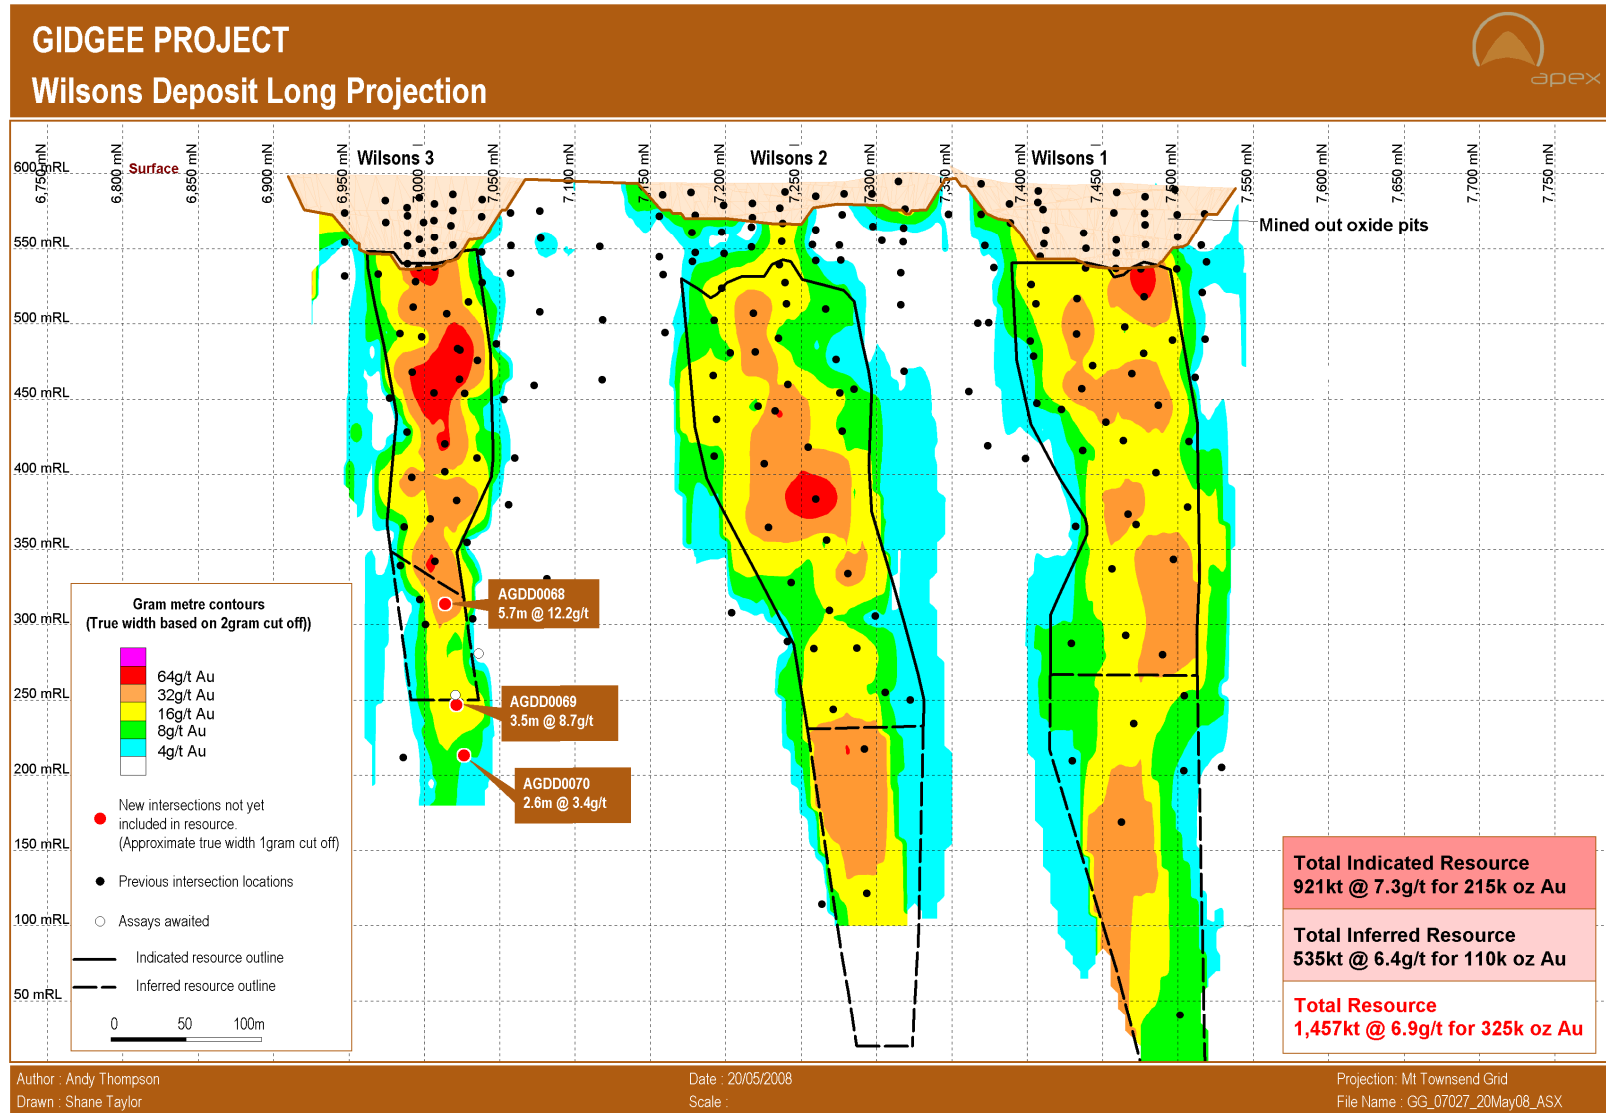 GIDGEE PROJECT
Wilsons Deposit Long Projection
apex
6,750 mN
6,800 mN
6,850 mN
6,900 mN
6,950 mN
7,000 mN
7,050 mN
7,100 mN
7,150 mN
7,200 mN
7,250 mN
7,300 mN
7,350 mN
7,400 mN
7,450 mN
7,500 mN
7,550 mN
7,600 mN
7,650 mN
7,700 mN
7,750 mN
Wilsons 3
Wilsons 2
Wilsons 1
Surface
600 mRL
550 mRL
500 mRL
450 mRL
400 mRL
350 mRL
300 mRL
250 mRL
200 mRL
150 mRL
100 mRL
50 mRL
Mined out oxide pits
Gram metre contours
(True width based on 2gram cut off))
64g/t Au
32g/t Au
16g/t Au
8g/t Au
4g/t Au
New intersections not yet
included in resource.
(Approximate true width 1gram cut off)
Previous intersection locations
Assays awaited
Indicated resource outline
Inferred resource outline
0 50 100m
AGDD0068
5.7m @ 12.2g/t
AGDD0069
3.5m @ 8.7g/t
AGDD0070
2.6m @ 3.4g/t
Total Indicated Resource
921kt @ 7.3g/t for 215k oz Au
Total Inferred Resource
535kt @ 6.4g/t for 110k oz Au
Total Resource
1,457kt @ 6.9g/t for 325k oz Au
Author : Andy Thompson
Drawn : Shane Taylor
Date : 20/05/2008
Scale :
Projection: Mt Townsend Grid
File Name : GG_07027_20May08_ASX